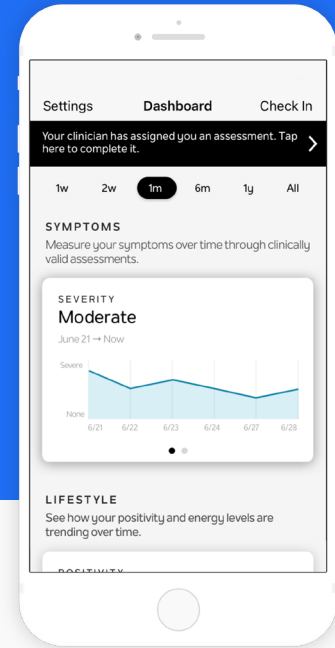 Settings Dashboard Check In
Your clinician has assigned you an assessment. Tap
here to complete it.
1w 2w 1m 6m 1y All
SYMPTOMS
Measure your symptoms over time through clinically
valid assessments.
SEVERITY
Moderate
June 21 → Now
Severe
None
6/21 6/22 6/23 6/24 6/27 6/28
LIFESTYLE
See how your positivity and energy levels are
trending over time.
POSITIVITY